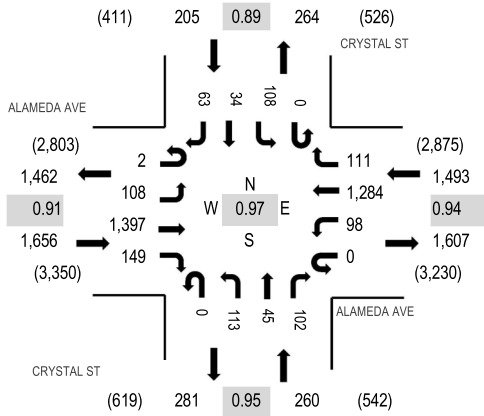 (411) 205 0.89 264 (526)
CRYSTAL ST
63 34 108 0
ALAMEDA AVE
(2,803) (2,875)
2 111
1,462 1,493
108 N 1,284
0.91 W 0.97 E 0.94
1,397 98
1,656 S 1,607
149 0
(3,350) (3,230)
0 113 45 102
ALAMEDA AVE
CRYSTAL ST
(619) 281 0.95 260 (542)